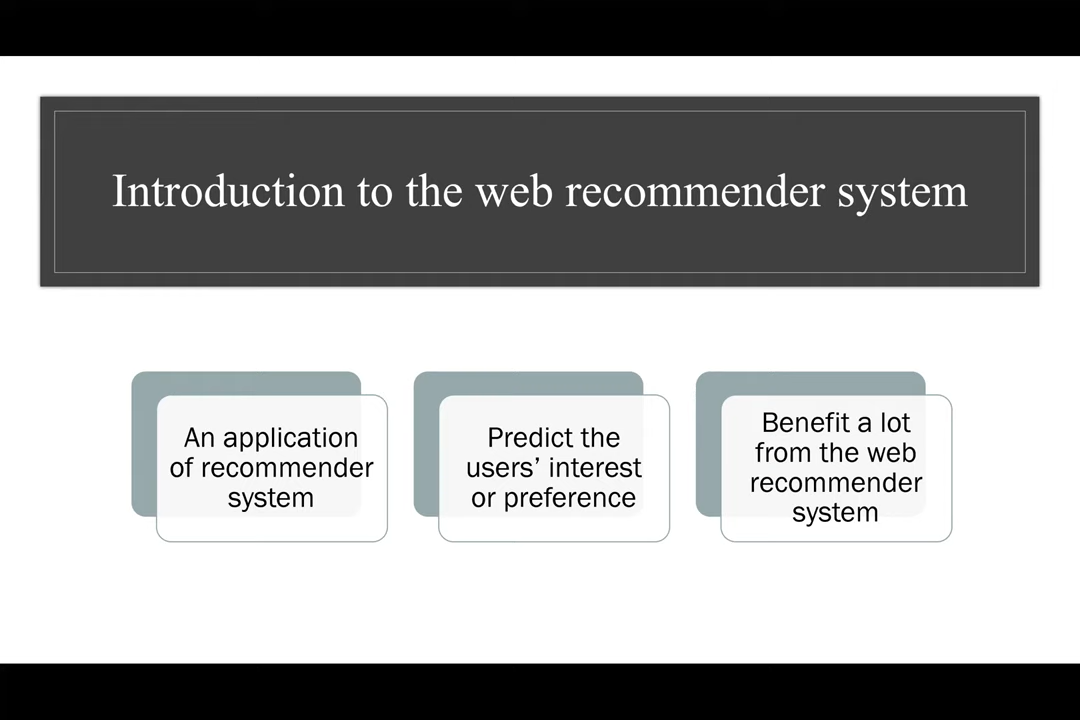 Introduction to the web recommender system
An application
of recommender
system
Predict the
users’ interest
or preference
Benefit a lot
from the web
recommender
system